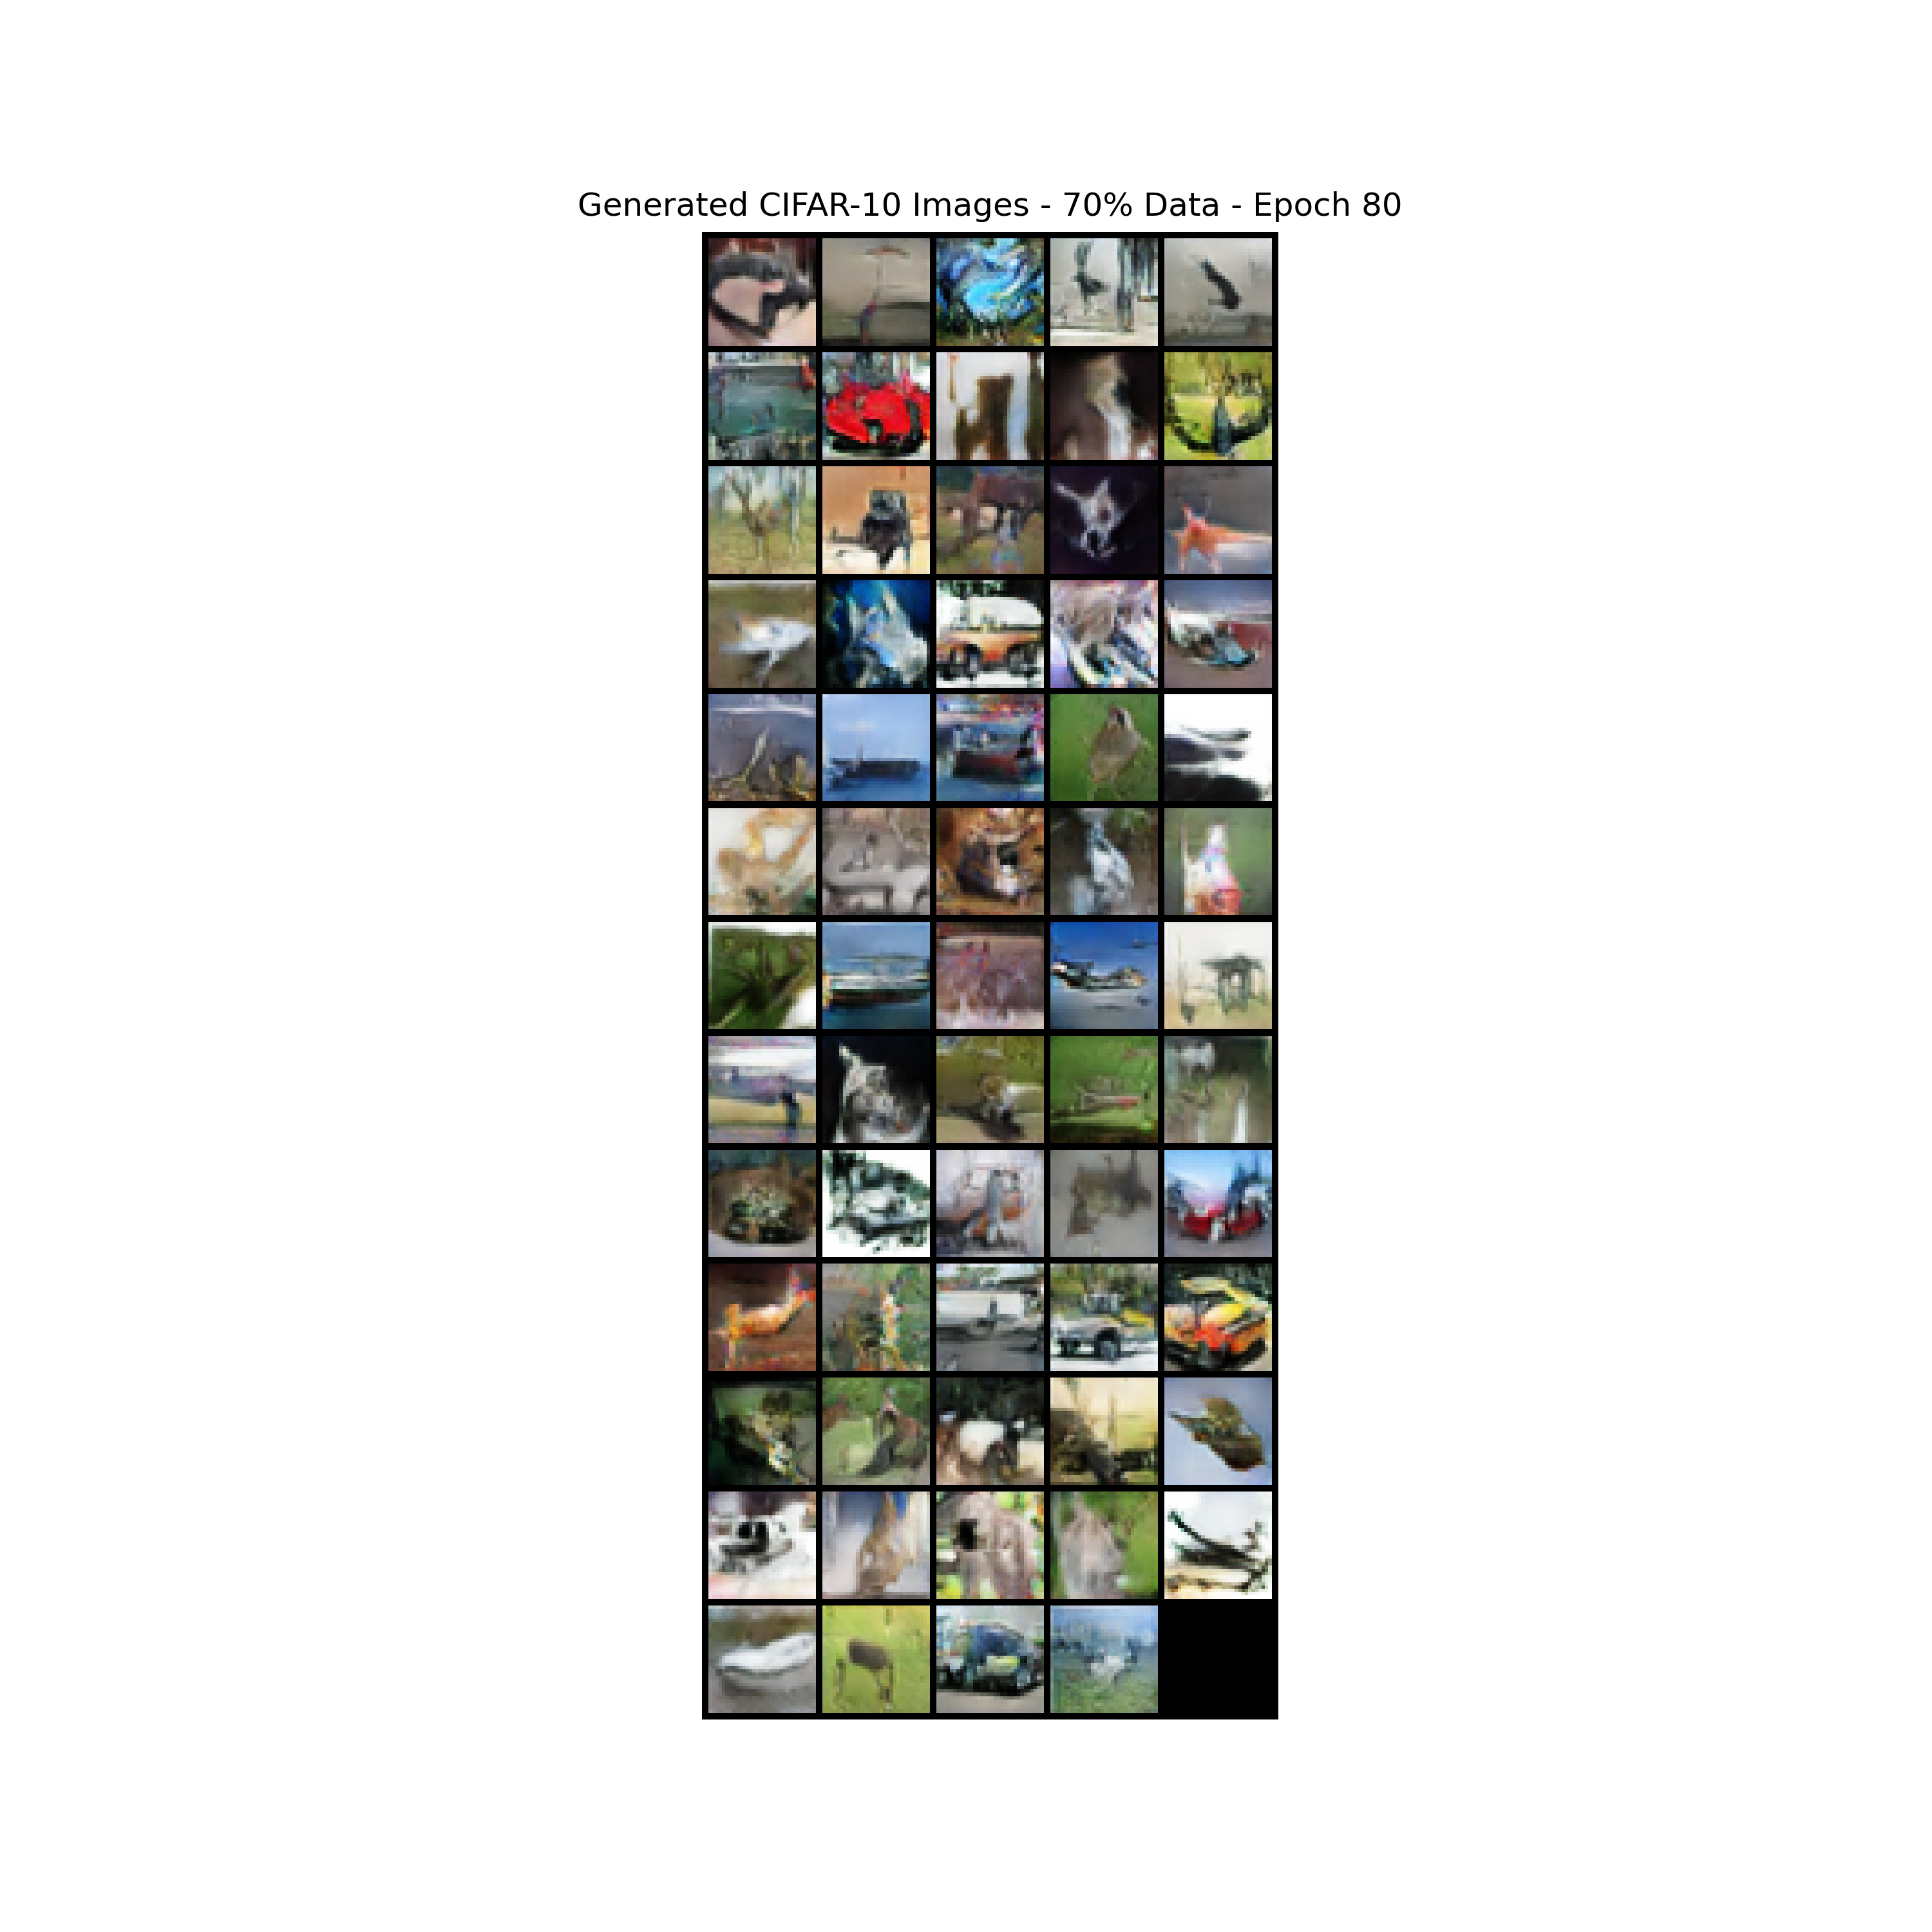 Generated CIFAR-10 Images - 70% Data - Epoch 80